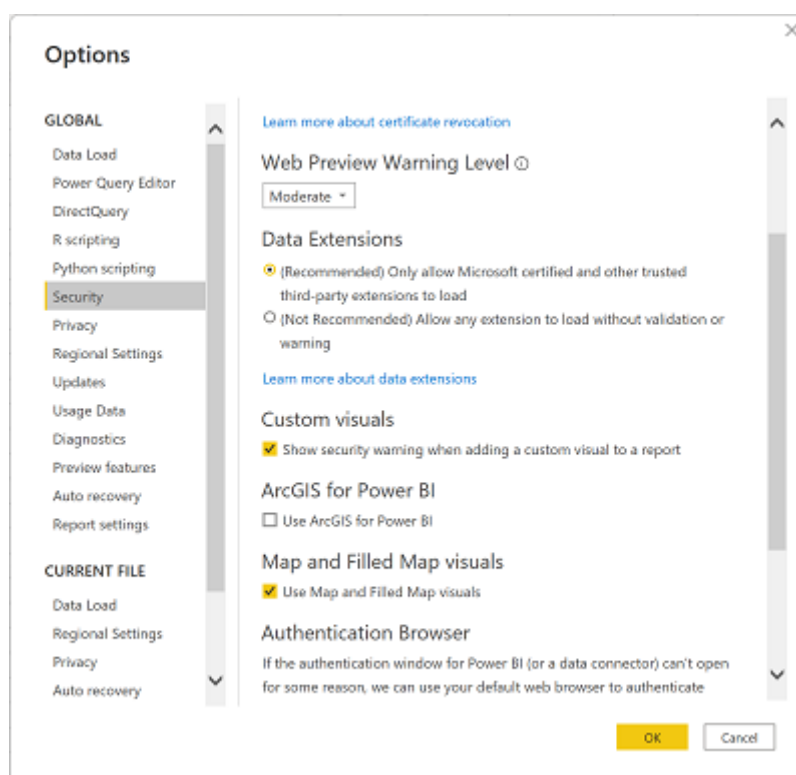 Options
GLOBAL
Data Load
Power Query Editor
DirectQuery
R scripting
Python scripting
Security
Privacy
Regional Settings
Updates
Usage Data
Diagnostics
Preview features
Auto recovery
Report settings
CURRENT FILE
Data Load
Regional Settings
Privacy
Auto recovery
Learn more about certificate revocation
Web Preview Warning Level
Moderate
Data Extensions
(Recommended) Only allow Microsoft certified and other trusted
third-party extensions to load
(Not Recommended) Allow any extension to load without validation or
warning
Learn more about data extensions
Custom visuals
Show security warning when adding a custom visual to a report
ArcGIS for Power BI
Use ArcGIS for Power BI
Map and Filled Map visuals
Use Map and Filled Map visuals
Authentication Browser
If the authentication window for Power BI (or a data connector) can't open
for some reason, we can use your default web browser to authenticate
OK
Cancel